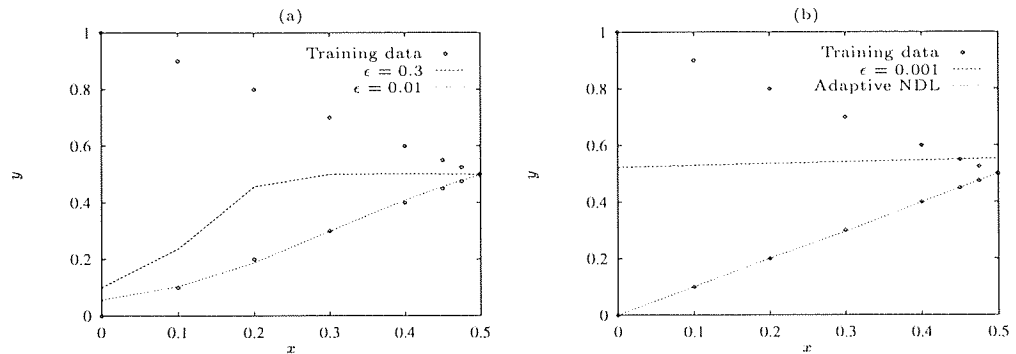 (a)
1
0.8
0.6
0.4
0.2
0
y
Training data
ϵ = 0.3
ϵ = 0.01
0
0.1
0.2
0.3
0.4
0.5
x
(b)
1
0.8
0.6
0.4
0.2
0
y
Training data
ϵ = 0.001
Adaptive NDL
0
0.1
0.2
0.3
0.4
0.5
x